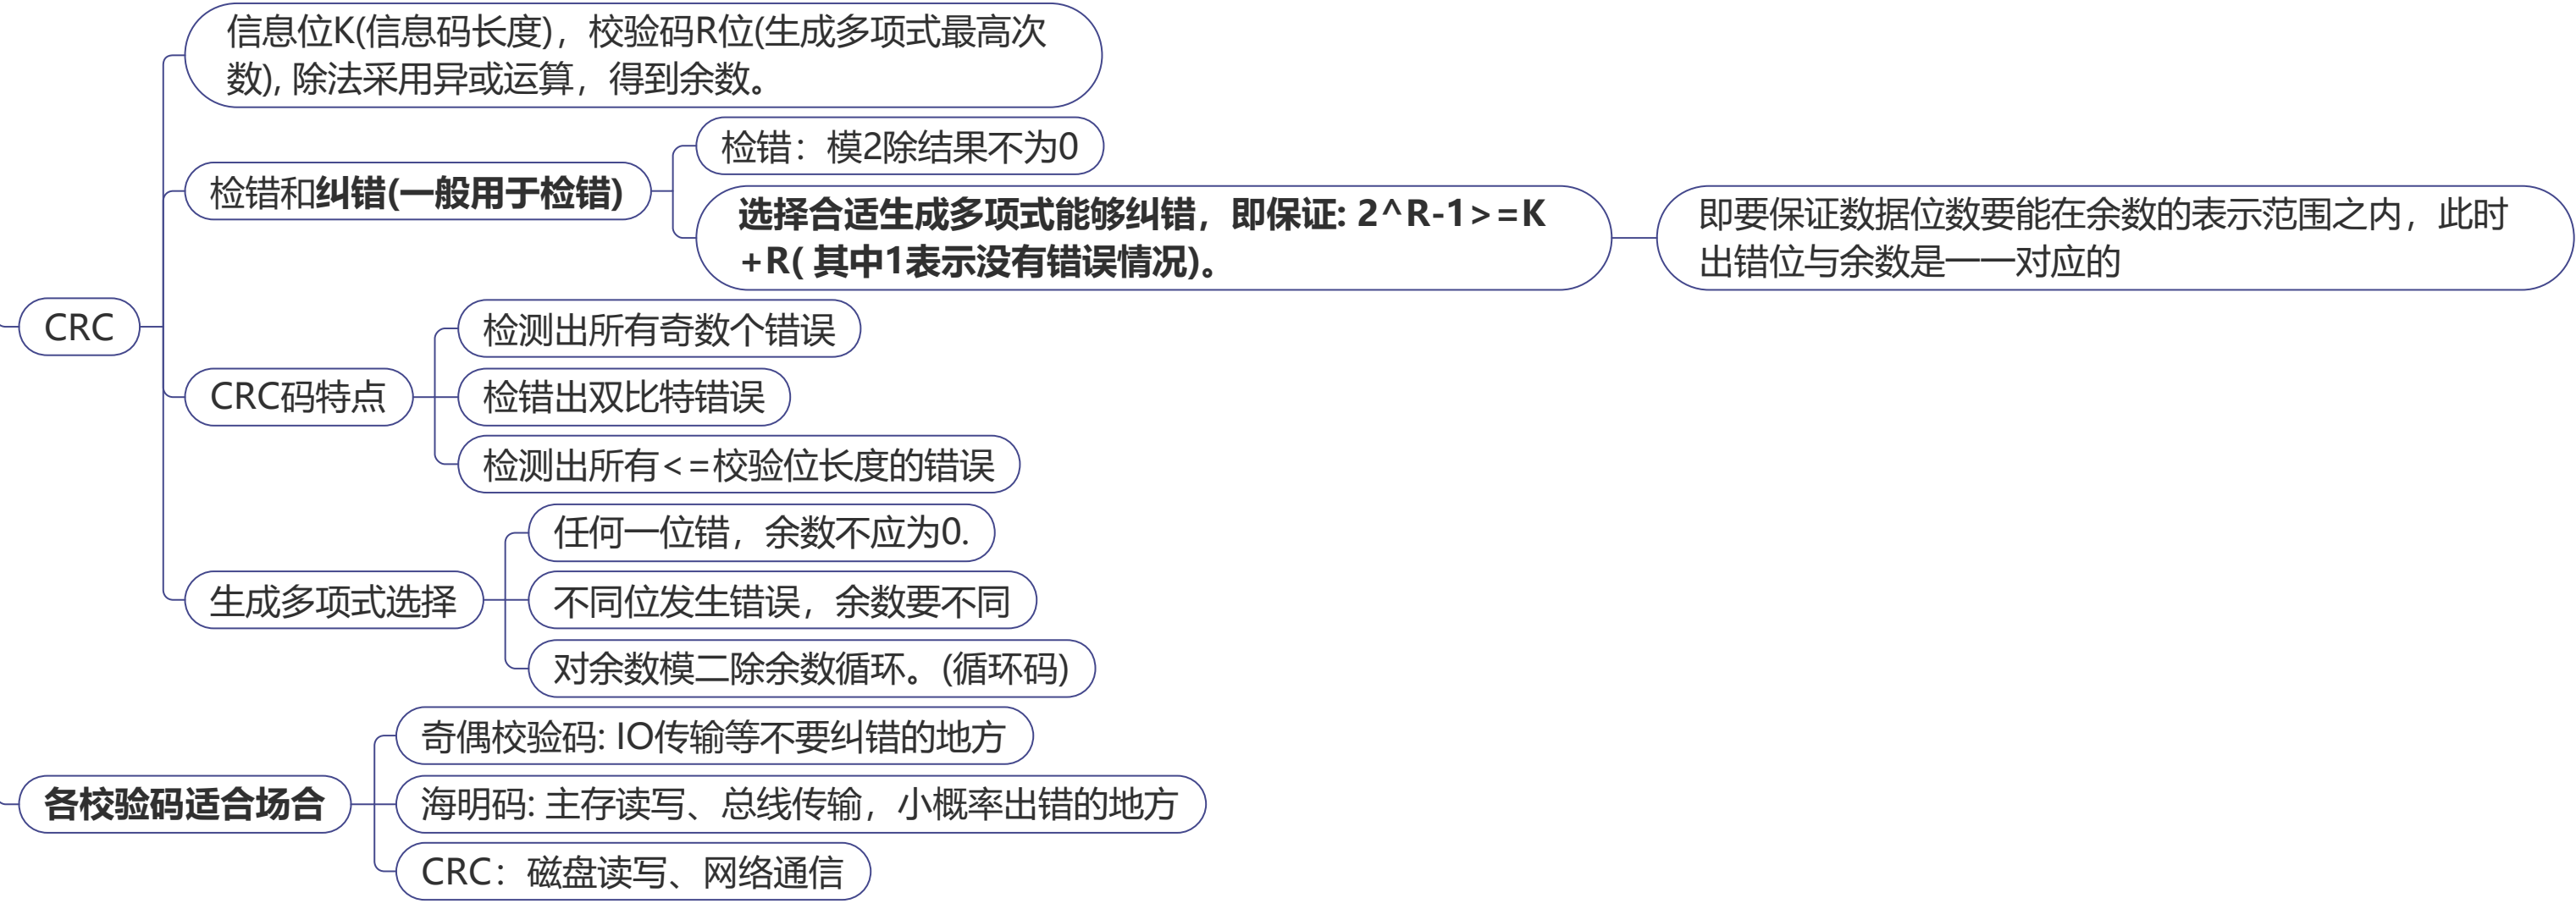 信息位K(信息码长度)，校验码R位(生成多项式最高次
数), 除法采用异或运算，得到余数。
检错和纠错(一般用于检错)
检错：模2除结果不为0
选择合适生成多项式能够纠错，即保证: 2^R-1>=K
+R( 其中1表示没有错误情况)。
即要保证数据位数要能在余数的表示范围之内，此时
出错位与余数是一一对应的
CRC
CRC码特点
检测出所有奇数个错误
检错出双比特错误
检测出所有<=校验位长度的错误
生成多项式选择
任何一位错，余数不应为0.
不同位发生错误，余数要不同
对余数模二除余数循环。(循环码)
各校验码适合场合
奇偶校验码: IO传输等不要纠错的地方
海明码: 主存读写、总线传输，小概率出错的地方
CRC：磁盘读写、网络通信